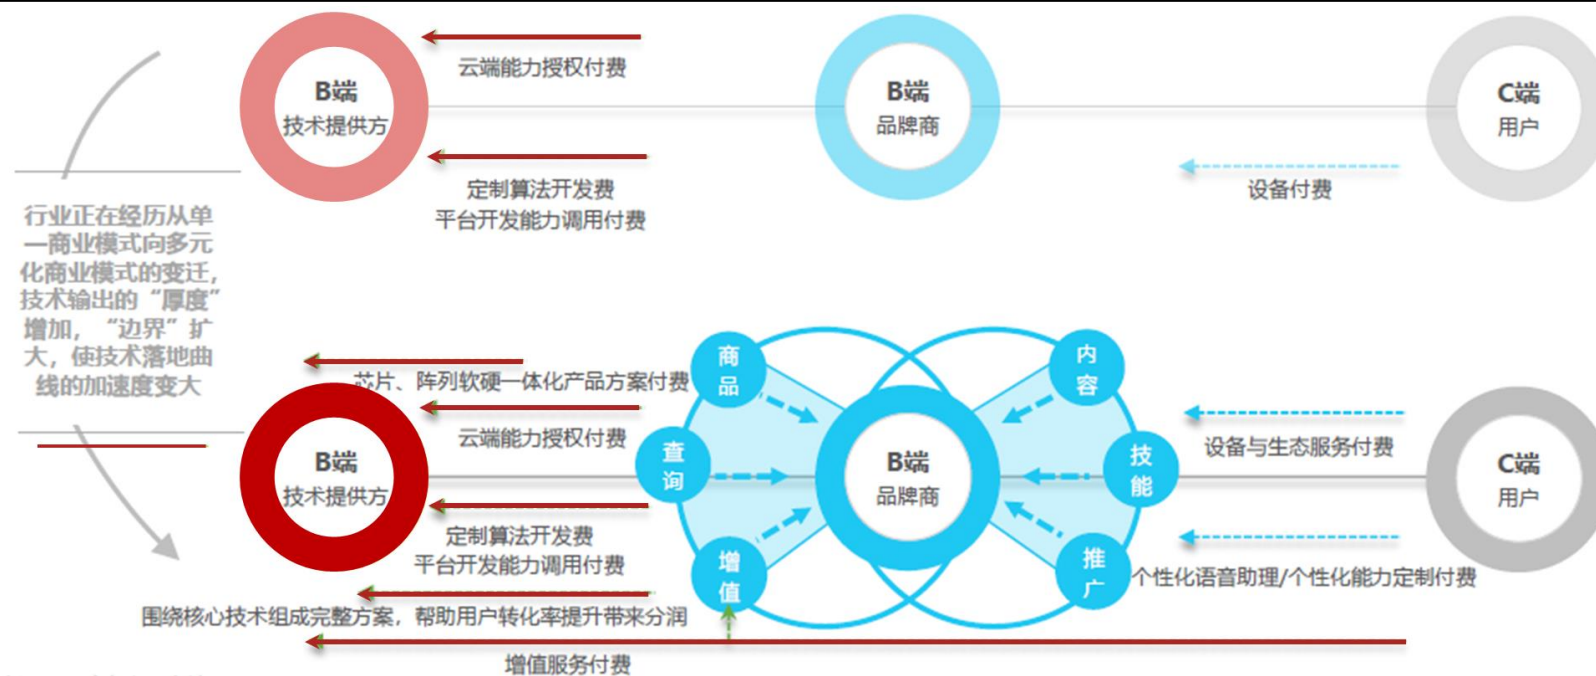 云端能力授权付费
B端
技术提供方
B端
品牌商
C端
用户
定制算法开发费
平台开发能力调用付费
设备付费
行业正在经历从单
一商业模式向多元
化商业模式的变迁，
技术输出的“厚度”
增加，“边界”扩
大，使技术落地曲
线的加速度变大
芯片、阵列软硬一体化产品方案付费
云端能力授权付费
B端
技术提供方
定制算法开发费
平台开发能力调用付费
围绕核心技术组成完整方案，帮助用户转化率提升带来分润
增值服务付费
商品
查询
增值
B端
品牌商
内容
技能
推广
设备与生态服务付费
C端
用户
个性化语音助理/个性化能力定制付费